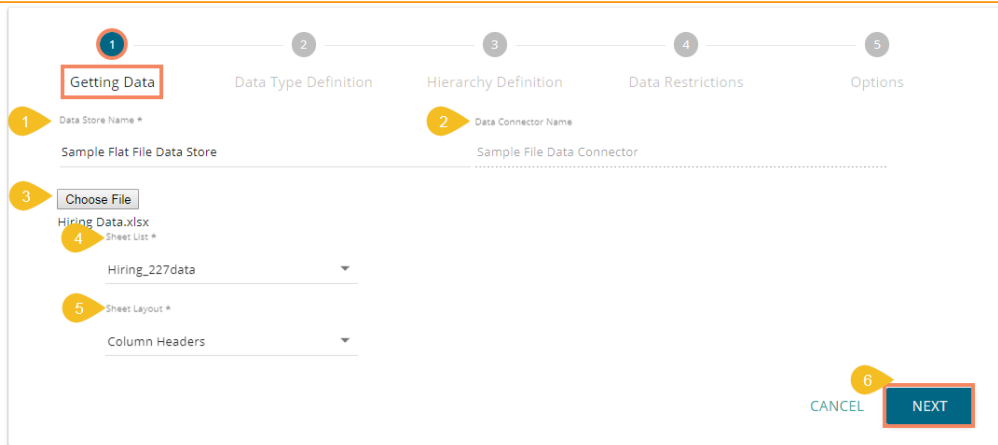 1 2 3 4 5
Getting Data Data Type Definition Hierarchy Definition Data Restrictions Options
1 Data Store Name * 2 Data Connector Name
Sample Flat File Data Store Sample File Data Connector
3 Choose File
Hiring Data.xlsx
4 Sheet List *
Hiring_227data
5 Sheet Layout *
Column Headers
6
CANCEL NEXT